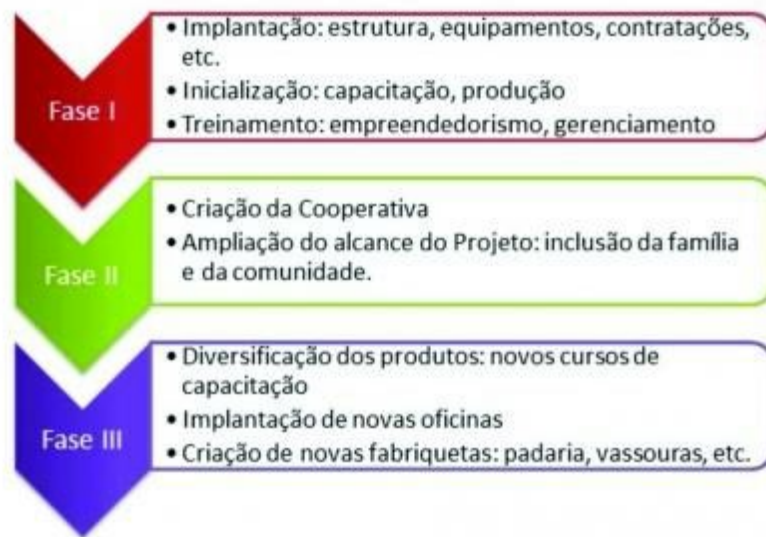 Fase I
• Implantação: estrutura, equipamentos, contratações,
etc.
• Inicialização: capacitação, produção
• Treinamento: empreendedorismo, gerenciamento
Fase II
• Criação da Cooperativa
• Ampliação do alcance do Projeto: inclusão da família
e da comunidade.
Fase III
• Diversificação dos produtos: novos cursos de
capacitação
• Implantação de novas oficinas
• Criação de novas fabriquetas: padaria, vassouras, etc.